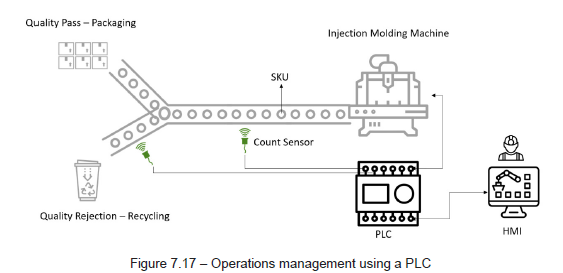 Quality Pass – Packaging
Injection Molding Machine
SKU
Count Sensor
Quality Rejection – Recycling
PLC
HMI
Figure 7.17 – Operations management using a PLC